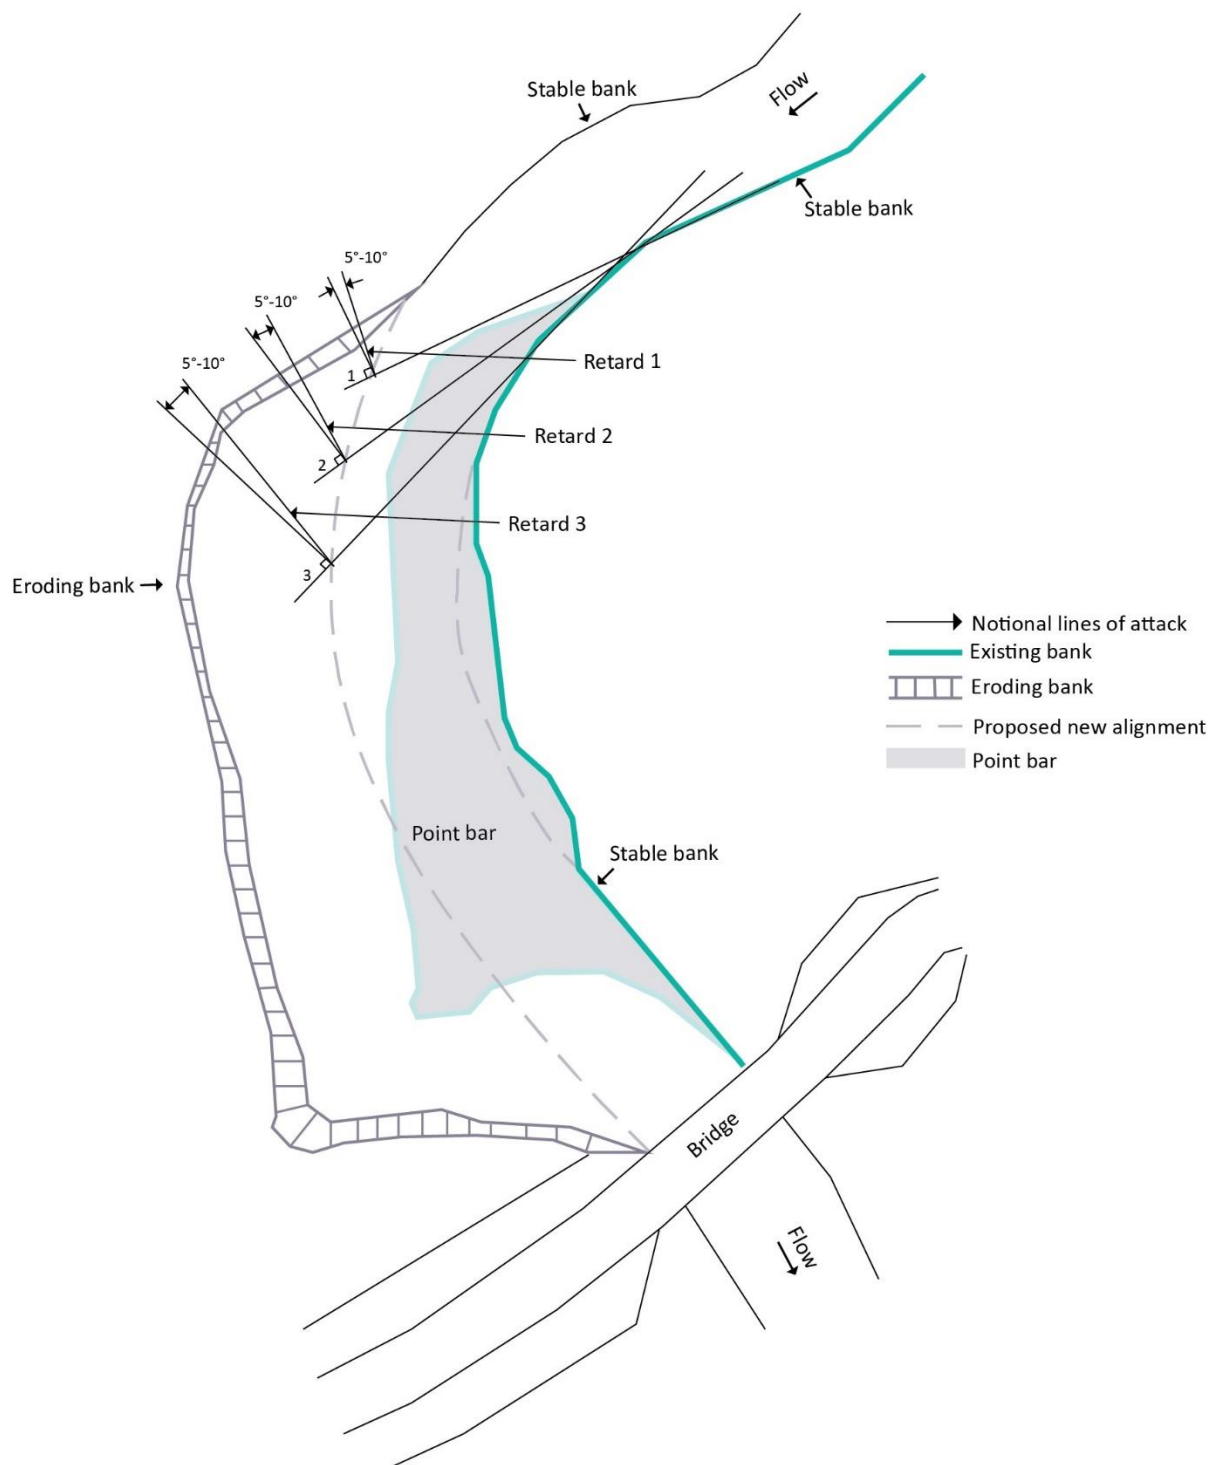 Stable bank
Flow
Stable bank
5°-10°
5°-10°
5°-10°
1
Retard 1
Retard 2
2
Retard 3
3
Eroding bank
Notional lines of attack
Existing bank
Eroding bank
Proposed new alignment
Point bar
Point bar
Stable bank
Bridge
Flow